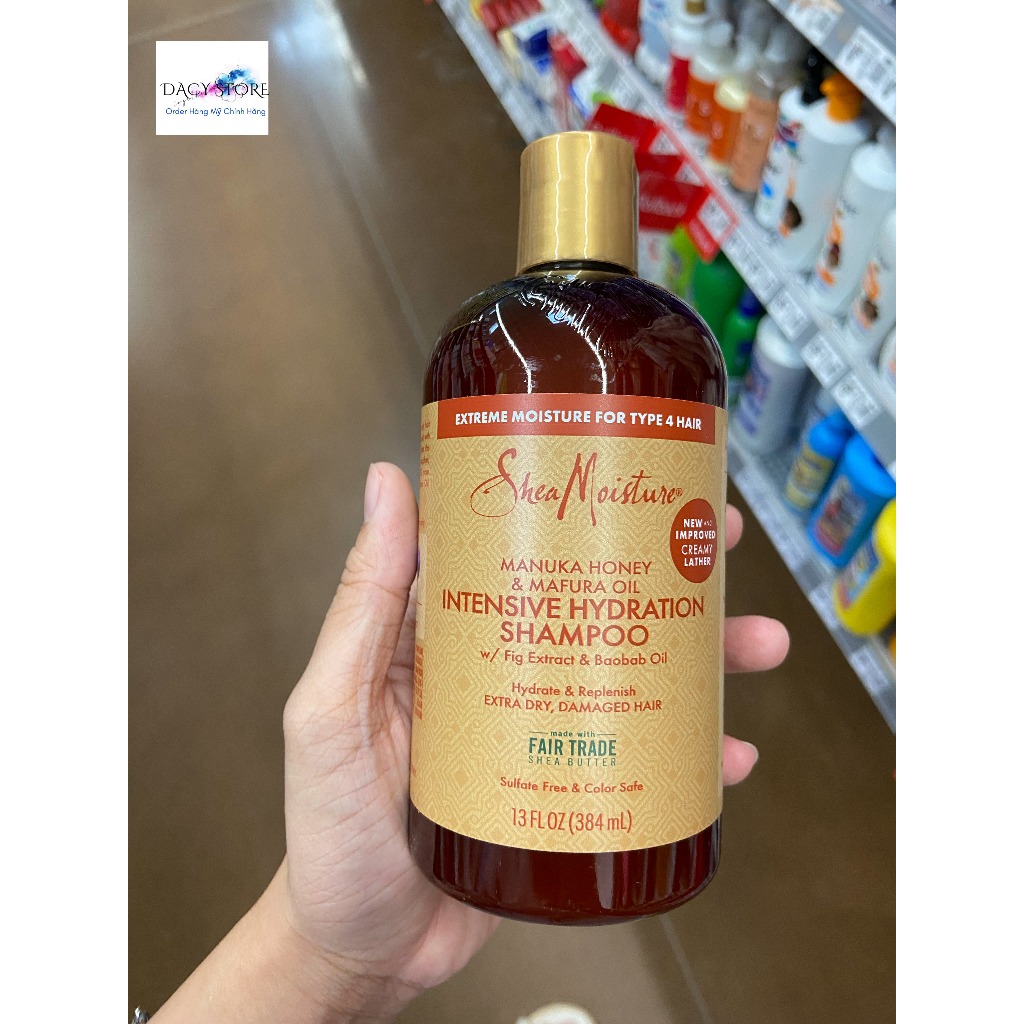 DACY STORE
Order Hàng Mỹ Chính Hãng
EXTREME MOISTURE FOR TYPE 4 HAIR
SheaMoisture®
NEW AND
IMPROVED
CREAMY
LATHER
MANUKA HONEY
& MAFURA OIL
INTENSIVE HYDRATION
SHAMPOO
w/ Fig Extract & Baobab Oil
Hydrate & Replenish
EXTRA DRY, DAMAGED HAIR
made with
FAIR TRADE
SHEA BUTTER
Sulfate Free & Color Safe
13 FL OZ (384 mL)